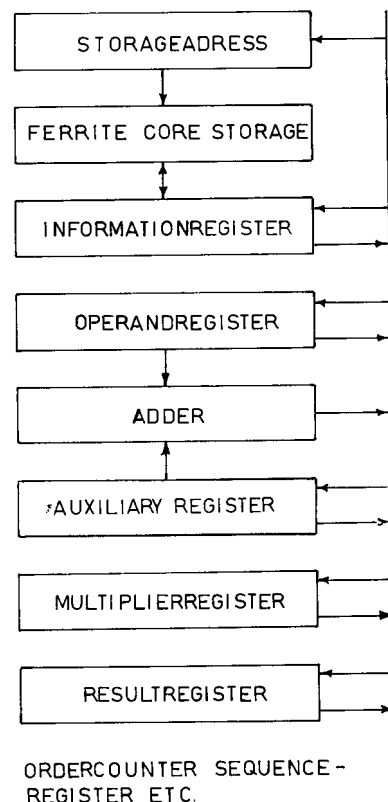 STORAGEADRESS
FERRITE CORE STORAGE
INFORMATIONREGISTER
OPERANDREGISTER
ADDER
AUXILIARY REGISTER
MULTIPLIERREGISTER
RESULTREGISTER
ORDERCOUNTER SEQUENCE-
REGISTER ETC.